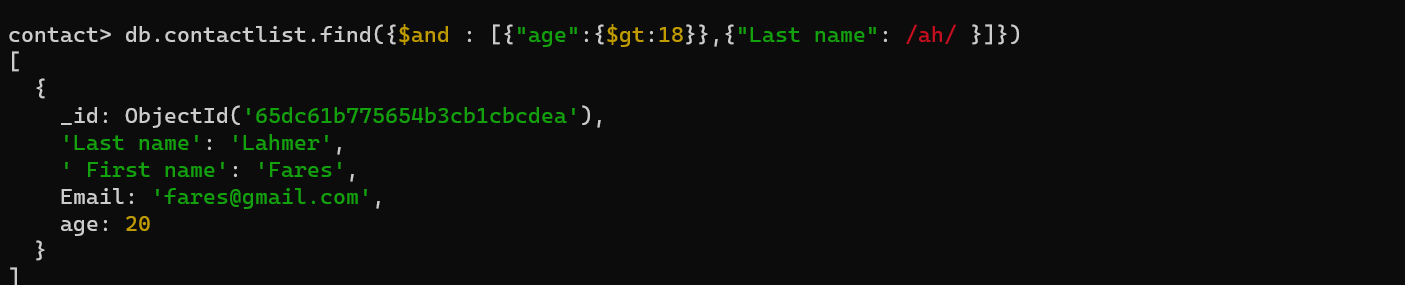 contact> db.contactlist.find({$and : [{"age":{$gt:18}},{"Last name": /ah/ }]})
[
  {
    _id: ObjectId('65dc61b775654b3cb1cbcdea'),
    'Last name': 'Lahmer',
    ' First name': 'Fares',
    Email: 'fares@gmail.com',
    age: 20
  }
]